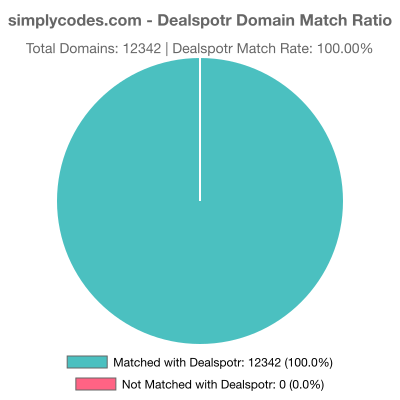 simplycodes.com - Dealspotr Domain Match Ratio
Total Domains: 12342 | Dealspotr Match Rate: 100.00%
Matched with Dealspotr: 12342 (100.0%)
Not Matched with Dealspotr: 0 (0.0%)